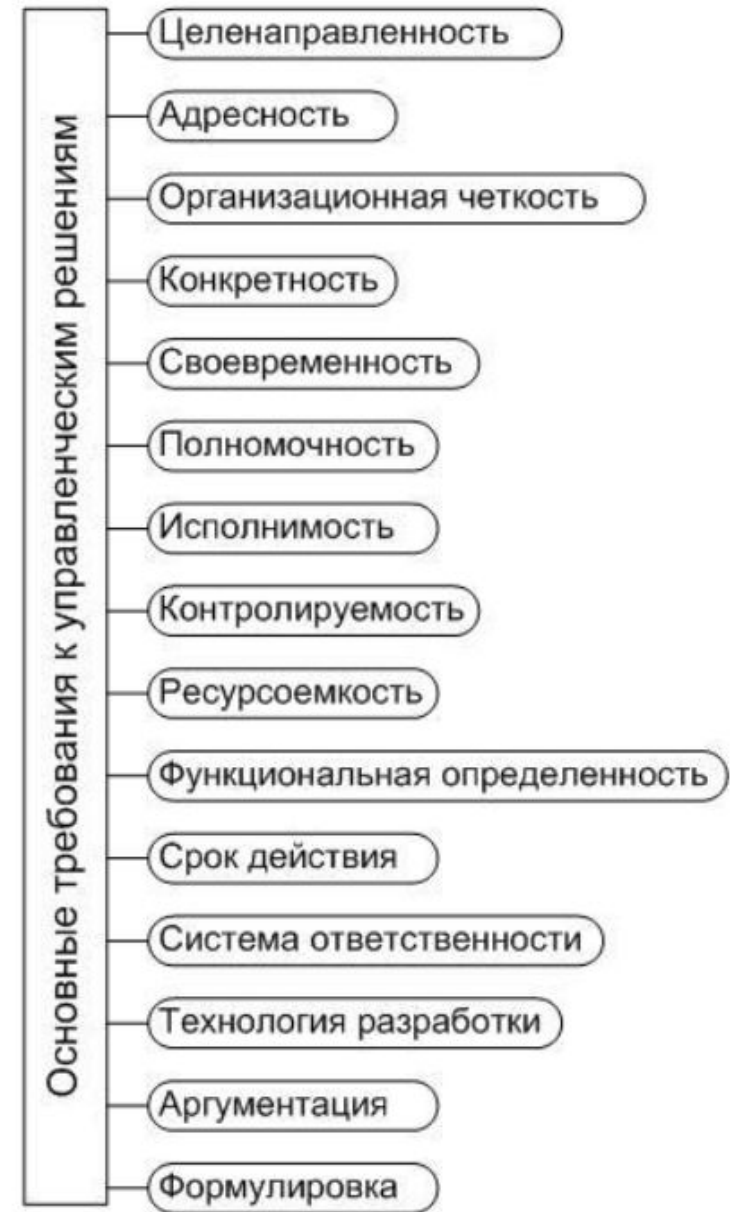 Основные требования к управленческим решениям
Целенаправленность
Адресность
Организационная четкость
Конкретность
Своевременность
Полномочность
Исполнимость
Контролируемость
Ресурсоемкость
Функциональная определенность
Срок действия
Система ответственности
Технология разработки
Аргументация
Формулировка